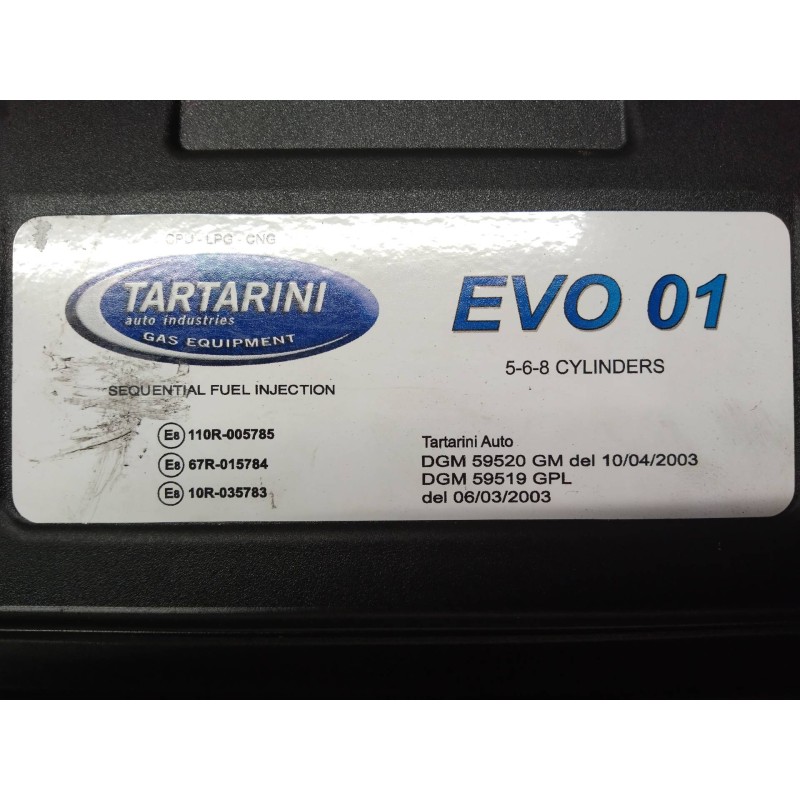 CPU - LPG - CNG
TARTARINI
auto industries
GAS EQUIPMENT
EVO 01
5-6-8 CYLINDERS
SEQUENTIAL FUEL INJECTION
E8 110R-005785
E8 67R-015784
E8 10R-035783
Tartarini Auto
DGM 59520 GM del 10/04/2003
DGM 59519 GPL
del 06/03/2003